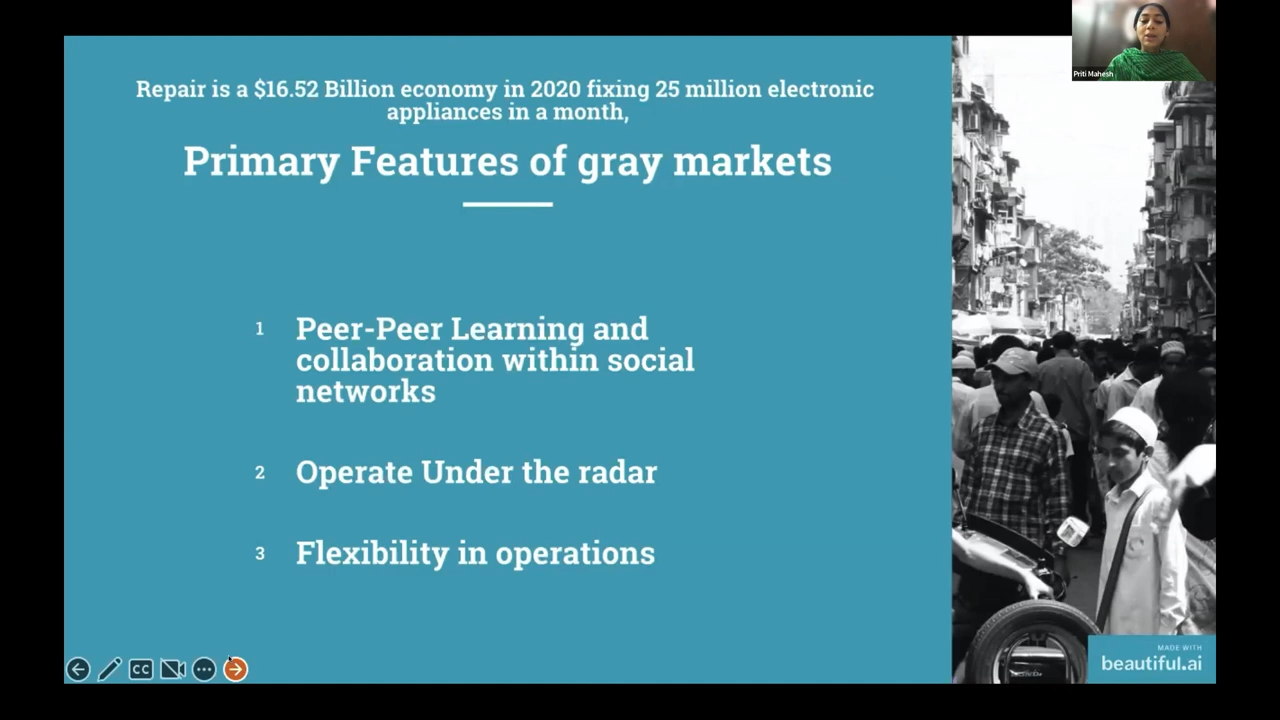 Priti Mahesh
Repair is a $16.52 Billion economy in 2020 fixing 25 million electronic
appliances in a month,
Primary Features of gray markets
1 Peer-Peer Learning and
collaboration within social
networks
2 Operate Under the radar
3 Flexibility in operations
CC
MADE WITH
beautiful.ai